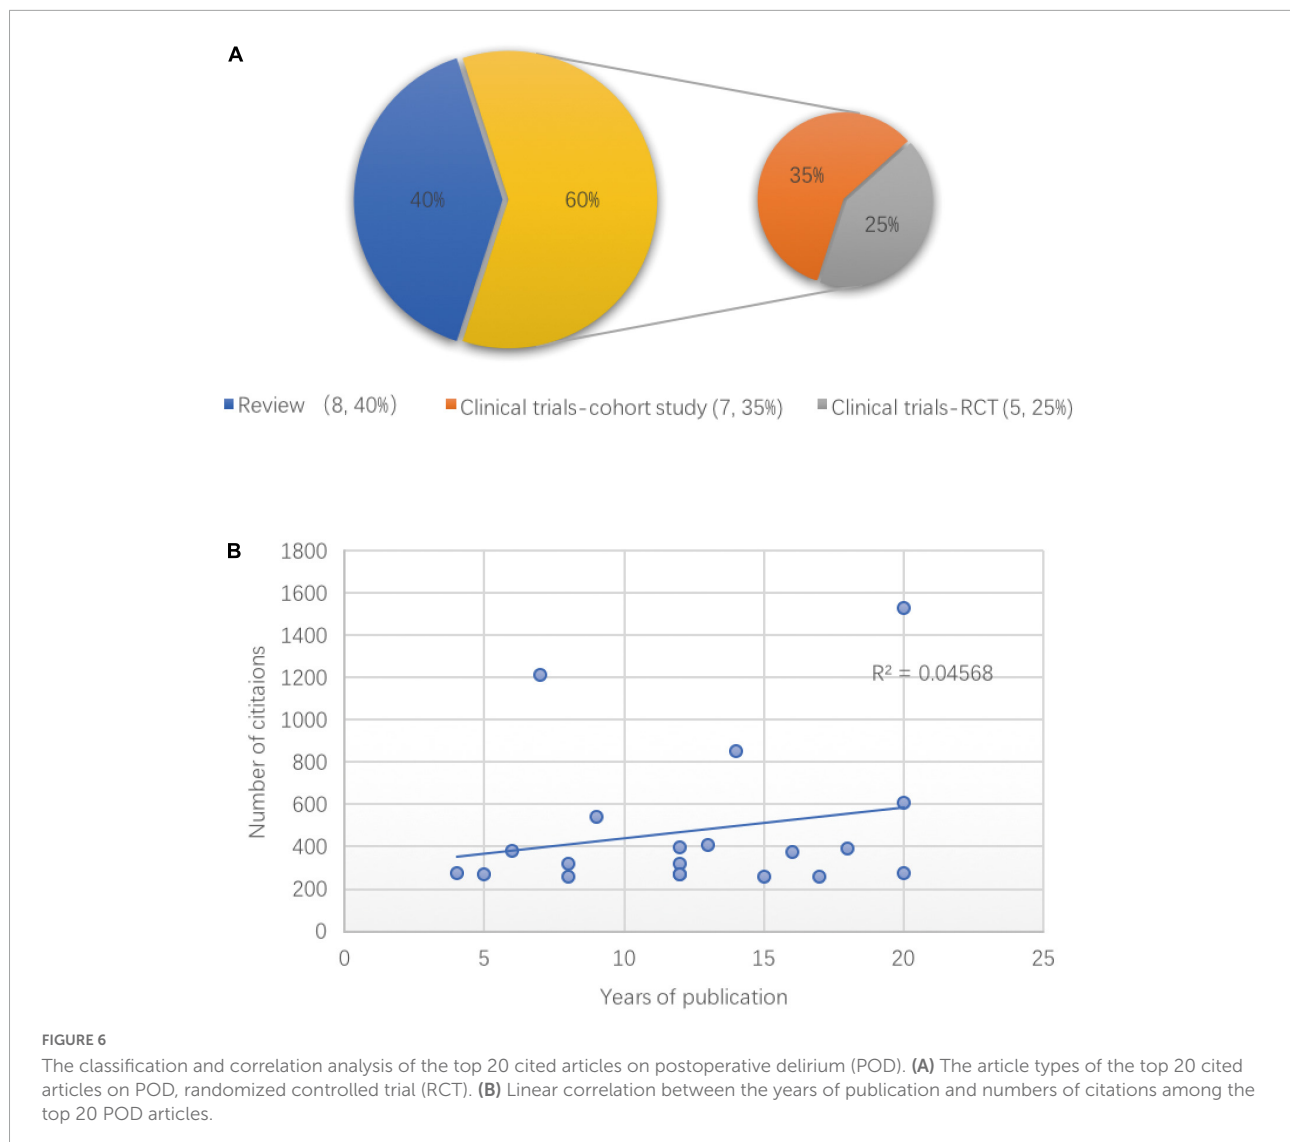 A
40%
60%
35%
25%
Review （8, 40%）
Clinical trials-cohort study (7, 35%)
Clinical trials-RCT (5, 25%)
B
1800
1600
1400
1200
1000
800
600
400
200
0
Number of cititaions
R² = 0.04568
0 5 10 15 20 25
Years of publication
FIGURE 6
The classification and correlation analysis of the top 20 cited articles on postoperative delirium (POD). (A) The article types of the top 20 cited
articles on POD, randomized controlled trial (RCT). (B) Linear correlation between the years of publication and numbers of citations among the
top 20 POD articles.